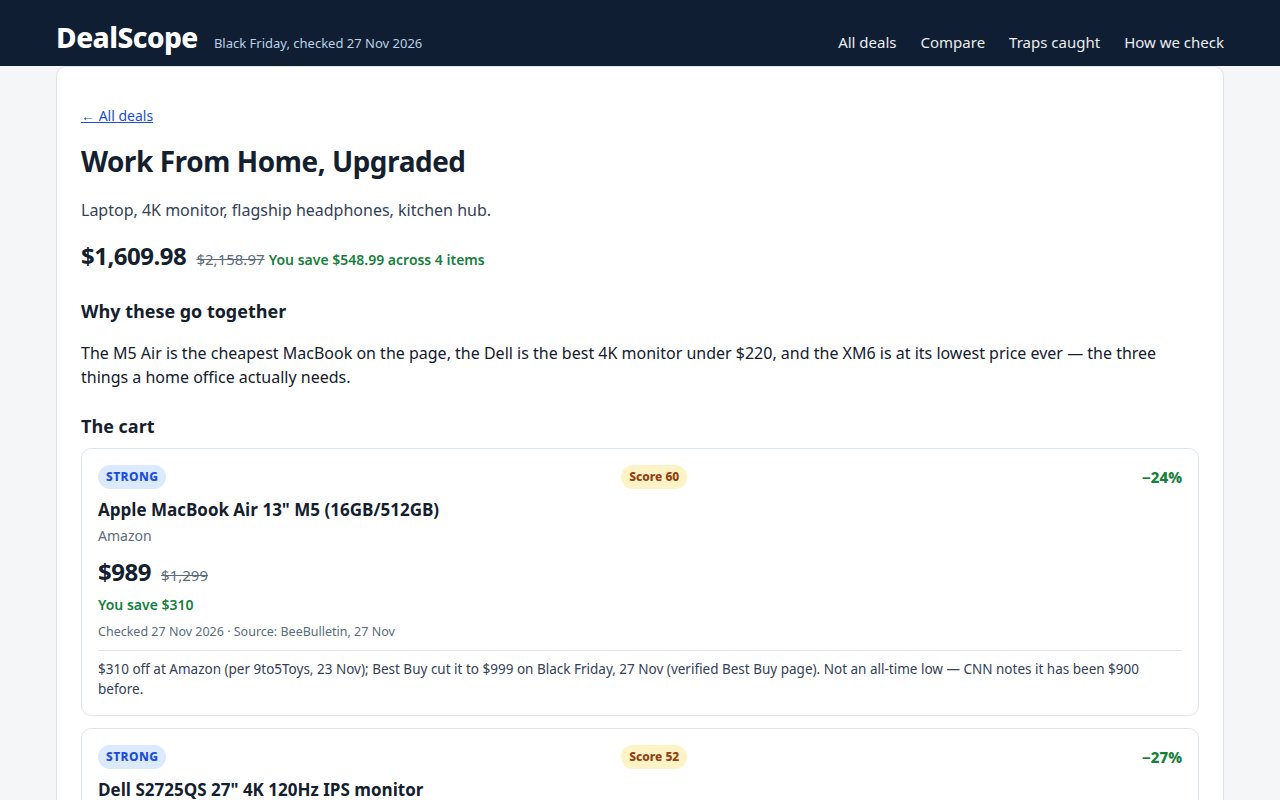 DealScope Black Friday, checked 27 Nov 2026 All deals Compare Traps caught How we check
← All deals
Work From Home, Upgraded
Laptop, 4K monitor, flagship headphones, kitchen hub.
$1,609.98 $2,158.97 You save $548.99 across 4 items
Why these go together
The M5 Air is the cheapest MacBook on the page, the Dell is the best 4K monitor under $220, and the XM6 is at its lowest price ever — the three
things a home office actually needs.
The cart
STRONG Score 60 −24%
Apple MacBook Air 13" M5 (16GB/512GB)
Amazon
$989 $1,299
You save $310
Checked 27 Nov 2026 · Source: BeeBulletin, 27 Nov
$310 off at Amazon (per 9to5Toys, 23 Nov); Best Buy cut it to $999 on Black Friday, 27 Nov (verified Best Buy page). Not an all-time low — CNN notes it has been $900
before.
STRONG Score 52 −27%
Dell S2725QS 27" 4K 120Hz IPS monitor